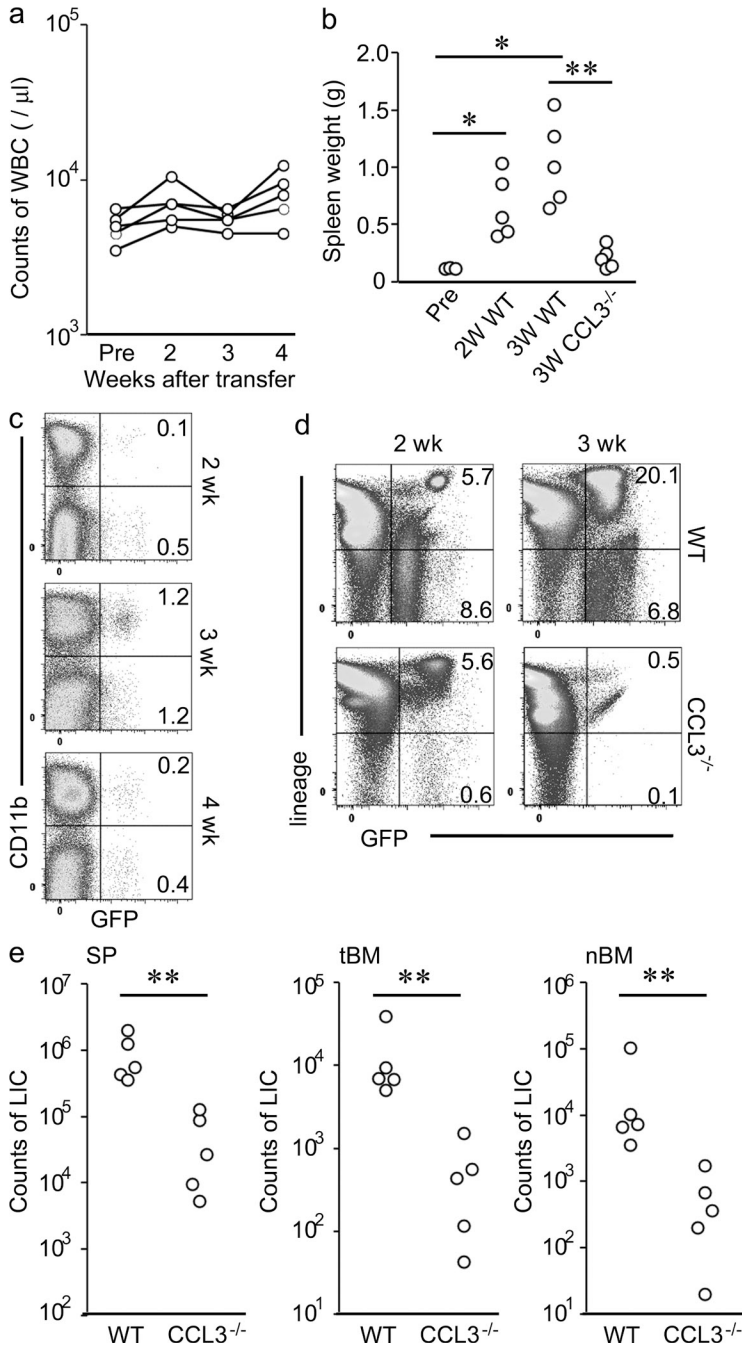 a
10^5
10^4
10^3
Counts of WBC ( / μl)
Pre 2 3 4
Weeks after transfer
b
*
**
*
2.0
1.5
1.0
0.5
0
Spleen weight (g)
Pre
2W WT
3W WT
3W CCL3-/-
c
0.1
0.5
2 wk
0
0
1.2
1.2
3 wk
0
0
0.2
0.4
4 wk
0
0
CD11b
GFP
d
2 wk 3 wk
5.7
8.6
20.1
6.8
WT
0
0
0
5.6
0.6
0.5
0.1
CCL3-/-
0
0
0
lineage
GFP
e
SP
**
10^7
10^6
10^5
10^4
10^3
10^2
Counts of LIC
WT CCL3-/-
tBM
**
10^5
10^4
10^3
10^2
10^1
Counts of LIC
WT CCL3-/-
nBM
**
10^6
10^5
10^4
10^3
10^2
10^1
Counts of LIC
WT CCL3-/-